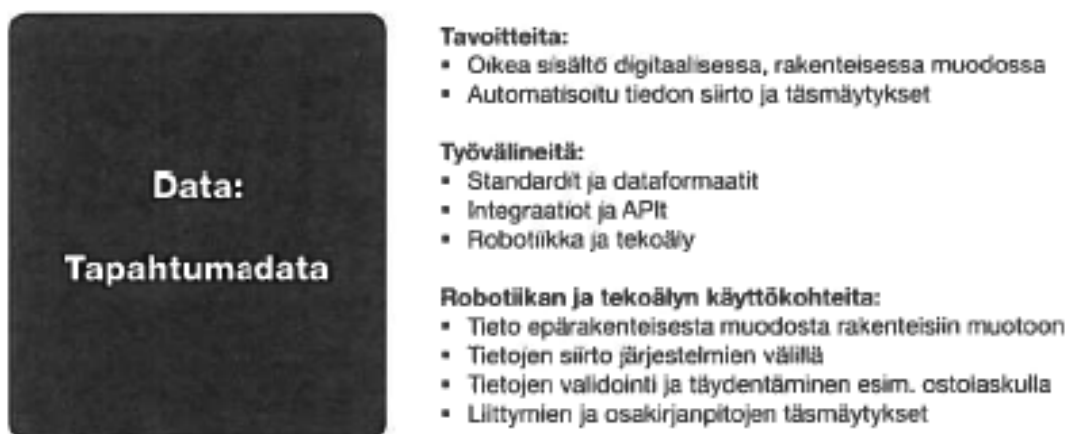 Data:
Tapahtumadata
Tavoitteita:
▪ Oikea sisältö digitaalisessa, rakenteisessa muodossa
▪ Automatisoitu tiedon siirto ja täsmäytykset
Työvälineitä:
▪ Standardit ja dataformaatit
▪ Integraatiot ja APIt
▪ Robotiikka ja tekoäly
Robotiikan ja tekoälyn käyttökohteita:
▪ Tieto epärakenteisesta muodosta rakenteisiin muotoon
▪ Tietojen siirto järjestelmien välillä
▪ Tietojen validointi ja täydentäminen esim. ostolaskulla
▪ Liittymien ja osakirjanpitojen täsmäytykset